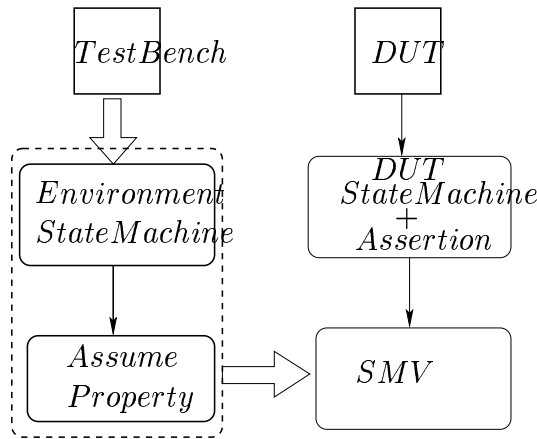 TestBench
DUT
Environment
StateMachine
DUT
StateMachine
+
Assertion
Assume
Property
SMV